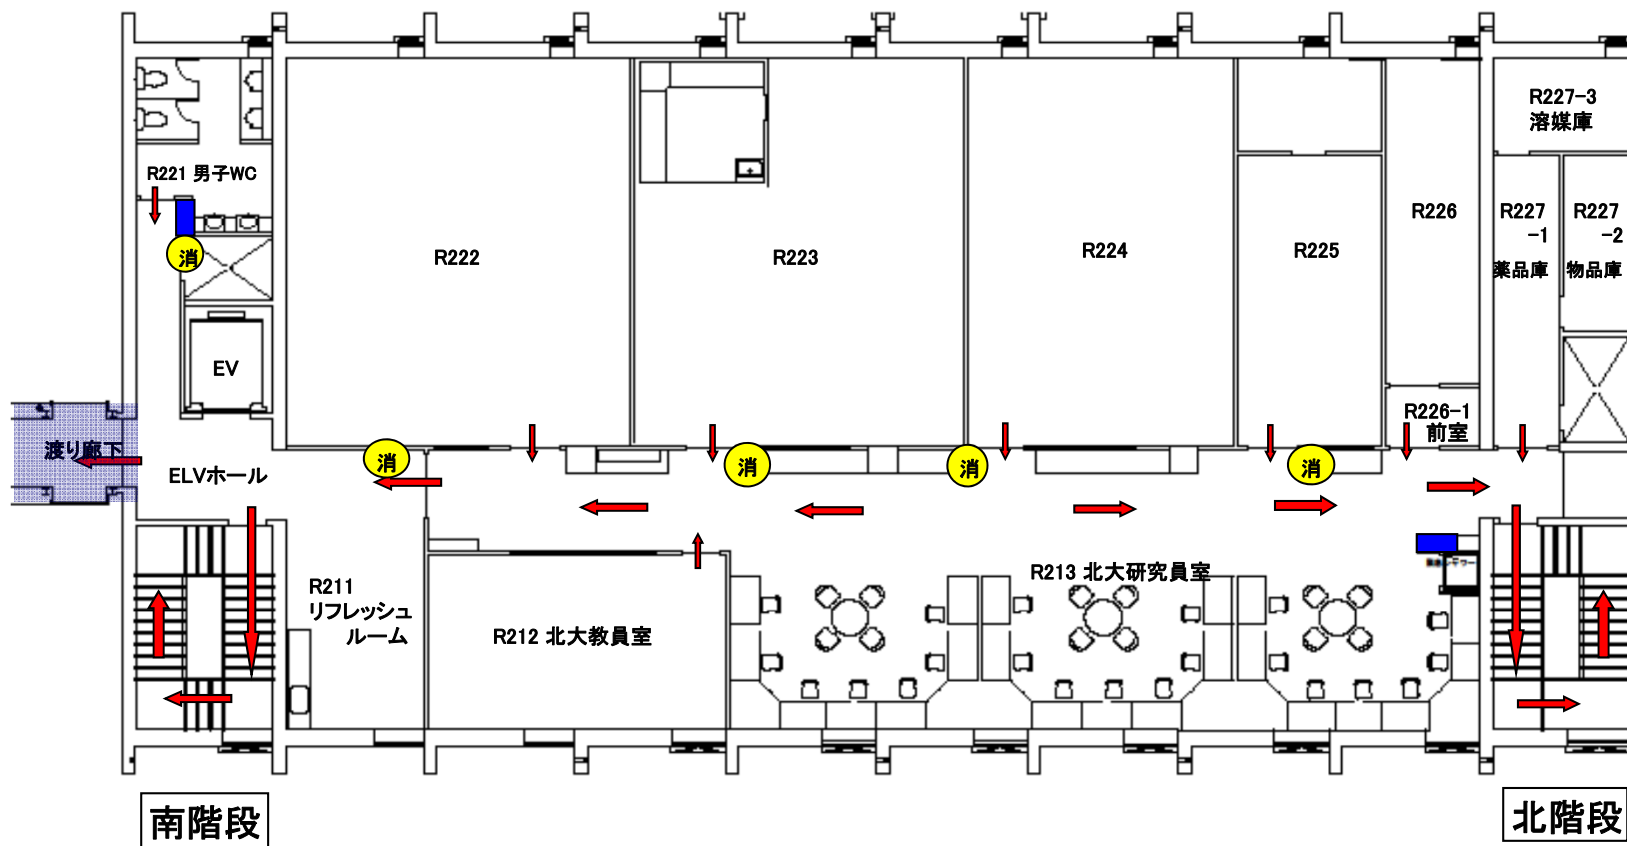 R227-3
溶媒庫
R221 男子WC
R226
R227
-1
薬品庫
R227
-2
物品庫
消
R222
R223
R224
R225
EV
R226-1
前室
渡り廊下
ELVホール
消
消
消
消
R211
リフレッシュ
ルーム
R212 北大教員室
R213 北大研究員室
南階段
北階段